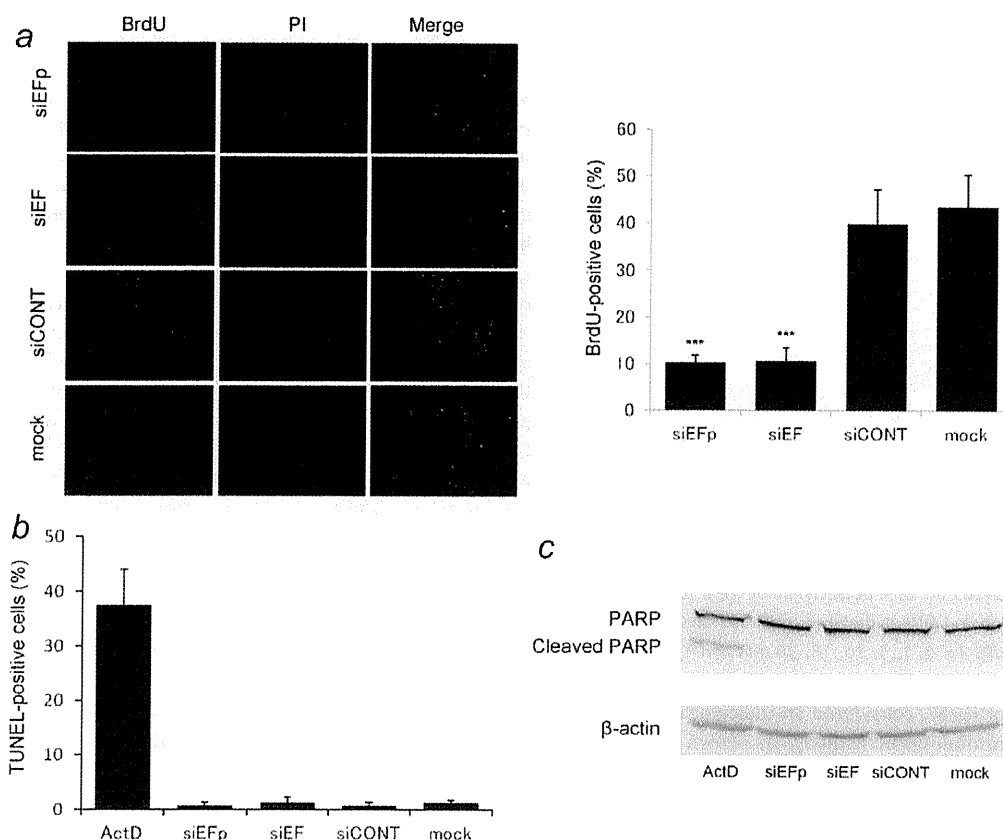 a
BrdU PI Merge
siEFp
siEF
siCONT
mock
BrdU-positive cells (%)
60
50
40
30
20
10
0
*** ***
siEFp siEF siCONT mock
b
TUNEL-positive cells (%)
50
40
30
20
10
0
ActD siEFp siEF siCONT mock
c
PARP
Cleaved PARP
β-actin
ActD siEFp siEF siCONT mock